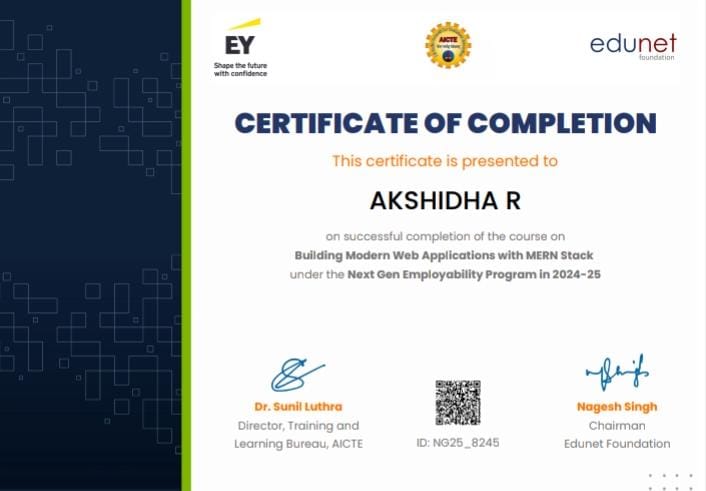 EY
Shape the future
with confidence
AICTE
edunet
foundation
CERTIFICATE OF COMPLETION
This certificate is presented to
AKSHIDHA R
on successful completion of the course on
Building Modern Web Applications with MERN Stack
under the Next Gen Employability Program in 2024-25
Dr. Sunil Luthra
Director, Training and
Learning Bureau, AICTE
ID: NG25_8245
Nagesh Singh
Chairman
Edunet Foundation